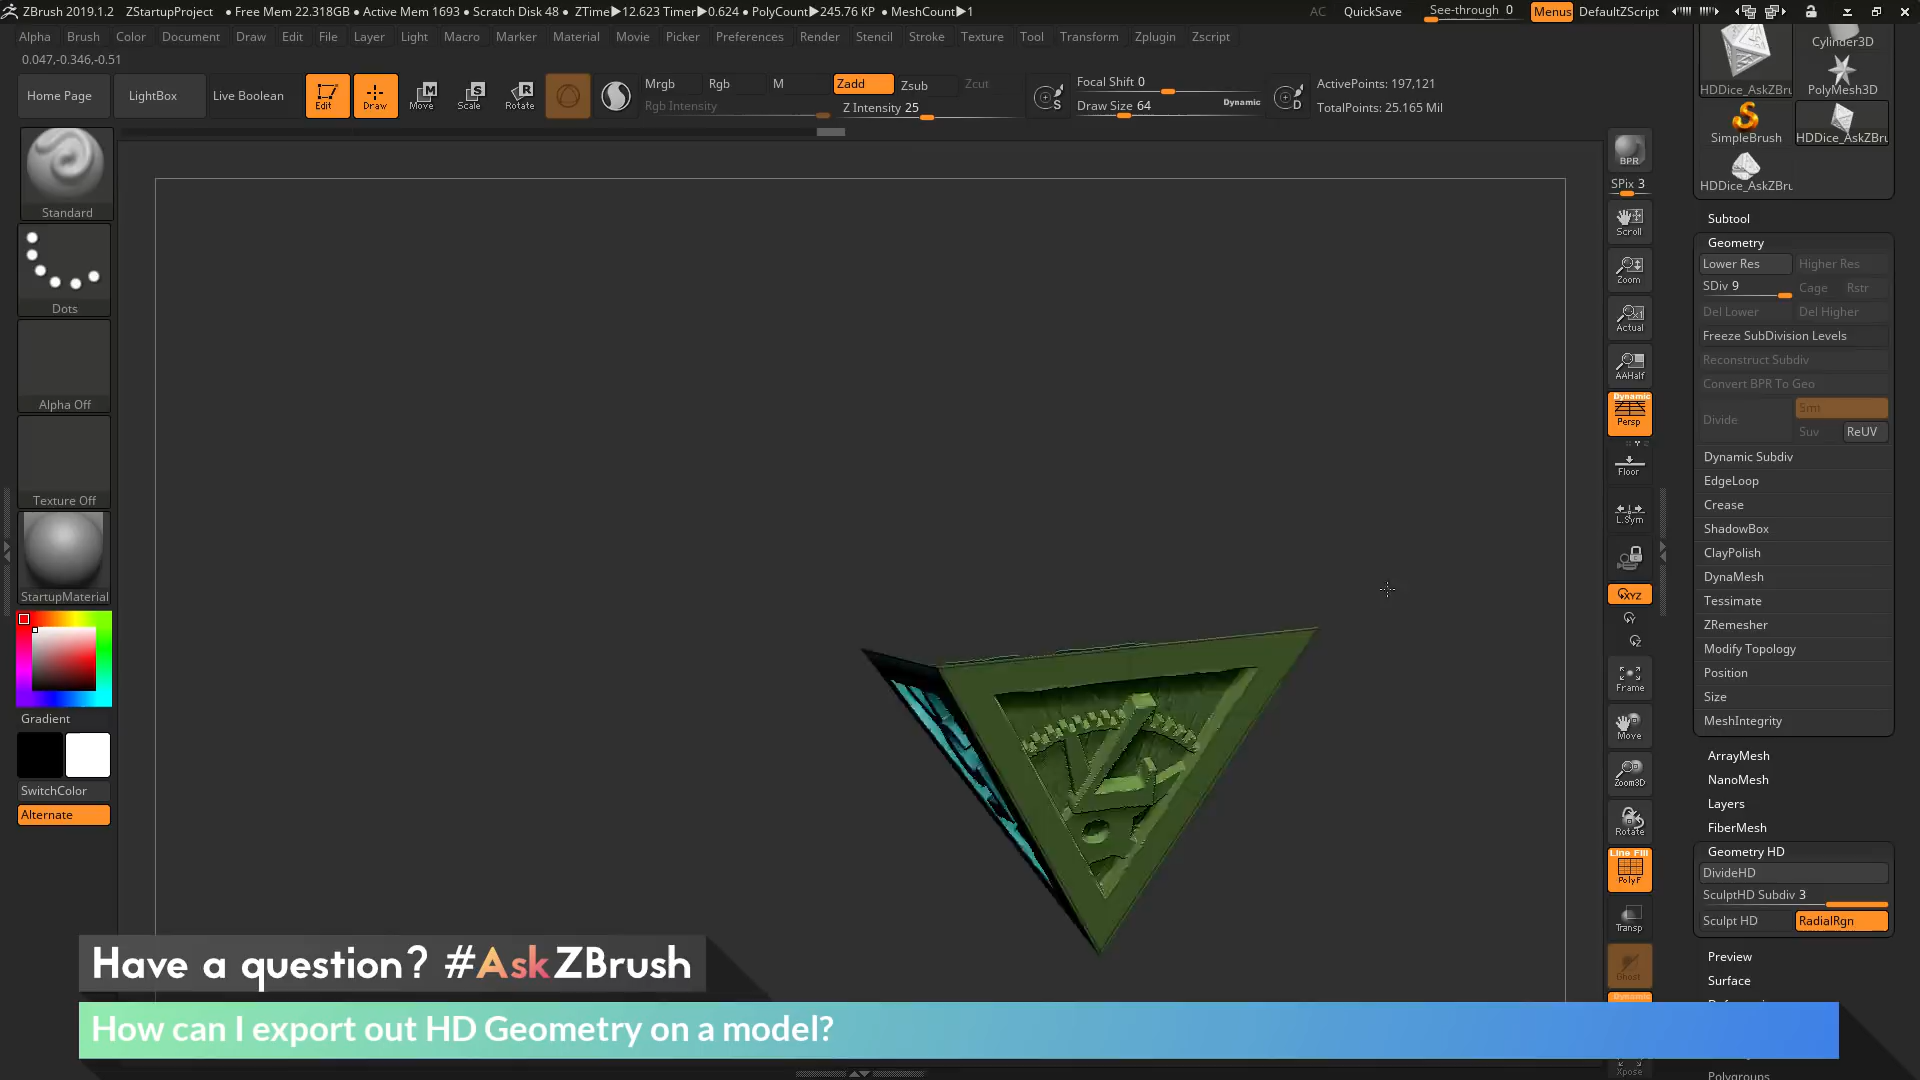 ZBrush 2019.1.2 ZStartupProject • Free Mem 22.318GB • Active Mem 1693 • Scratch Disk 48 • ZTime▶12.623 Timer▶0.624 • PolyCount▶245.76 KP • MeshCount▶1 AC QuickSave See-through 0 Menus DefaultZScript
Alpha Brush Color Document Draw Edit File Layer Light Macro Marker Material Movie Picker Preferences Render Stencil Stroke Texture Tool Transform Zplugin Zscript
0.047,-0.346,-0.51
Home Page LightBox Live Boolean Edit Draw Move Scale Rotate
Mrgb Rgb M Zadd Zsub Zcut
Rgb Intensity Z Intensity 25
S Focal Shift 0
Draw Size 64 Dynamic
D ActivePoints: 197,121
TotalPoints: 25.165 Mil
Standard
Dots
Alpha Off
Texture Off
StartupMaterial
Gradient
SwitchColor
Alternate
BPR
SPix 3
Scroll
Zoom
Actual
AAHalf
Dynamic
Persp
Floor
L.Sym
XYZ
Y
Z
Frame
Move
Zoom3D
Rotate
Line Fill
PolyF
Transp
Ghost
Dynamic
Xpose
Cylinder3D
HDDice_AskZBru PolyMesh3D
SimpleBrush HDDice_AskZBru
HDDice_AskZBru
Subtool
Geometry
Lower Res Higher Res
SDiv 9 Cage Rstr
Del Lower Del Higher
Freeze SubDivision Levels
Reconstruct Subdiv
Convert BPR To Geo
Divide Smt
Suv ReUV
Dynamic Subdiv
EdgeLoop
Crease
ShadowBox
ClayPolish
DynaMesh
Tessimate
ZRemesher
Modify Topology
Position
Size
MeshIntegrity
ArrayMesh
NanoMesh
Layers
FiberMesh
Geometry HD
DivideHD
SculptHD Subdiv 3
Sculpt HD RadialRgn
Preview
Surface
Polygroups
Have a question? #AskZBrush
How can I export out HD Geometry on a model?